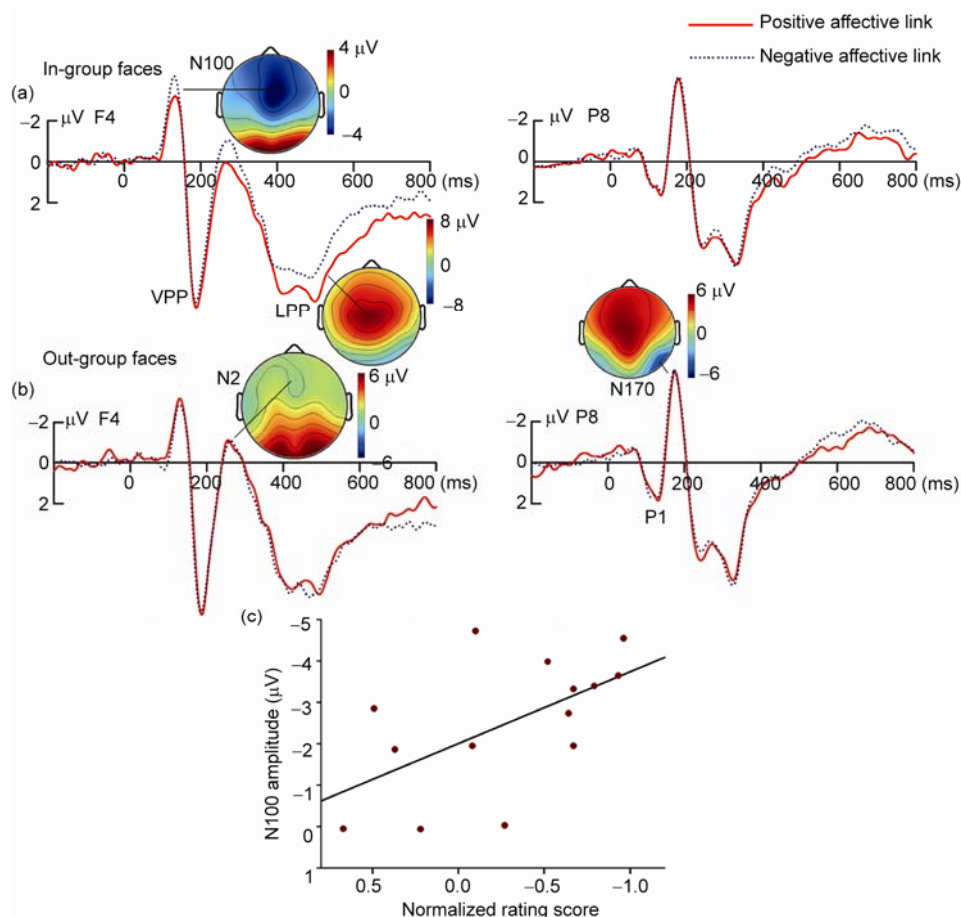 Positive affective link
Negative affective link
In-group faces
(a)
N100
4 μV
0
−4
μV F4
−2
0
2
0 200 400 600 800 (ms)
VPP
LPP
8 μV
0
−8
μV P8
−2
0
2
0 200 400 600 800 (ms)
Out-group faces
(b)
N2
6 μV
0
−6
μV F4
−2
0
2
0 200 400 600 800 (ms)
6 μV
0
−6
N170
μV P8
−2
0
2
P1
0 200 400 600 800 (ms)
(c)
N100 amplitude (μV)
−5
−4
−3
−2
−1
0
1
0.5 0.0 −0.5 −1.0
Normalized rating score